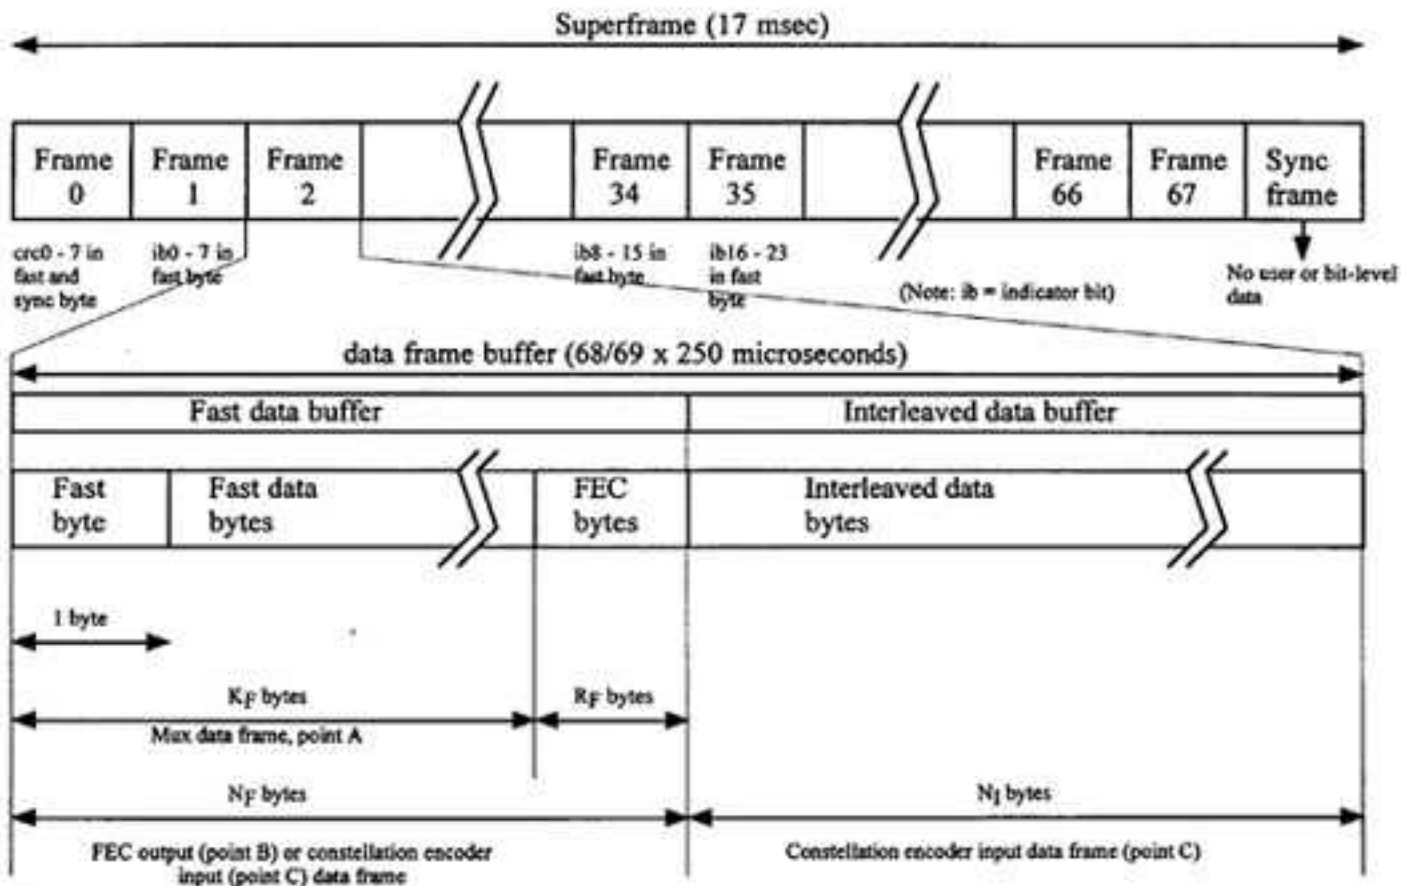 Superframe (17 msec)
Frame 0
Frame 1
Frame 2
Frame 34
Frame 35
Frame 66
Frame 67
Sync frame
crc0 - 7 in
fast and
sync byte
ib0 - 7 in
fast byte
ib8 - 15 in
fast byte
ib16 - 23
in fast
byte
(Note: ib = indicator bit)
No user or bit-level
data
data frame buffer (68/69 x 250 microseconds)
Fast data buffer
Interleaved data buffer
Fast
byte
Fast data
bytes
FEC
bytes
Interleaved data
bytes
1 byte
KF bytes
RF bytes
Mux data frame, point A
NF bytes
NI bytes
FEC output (point B) or constellation encoder
input (point C) data frame
Constellation encoder input data frame (point C)